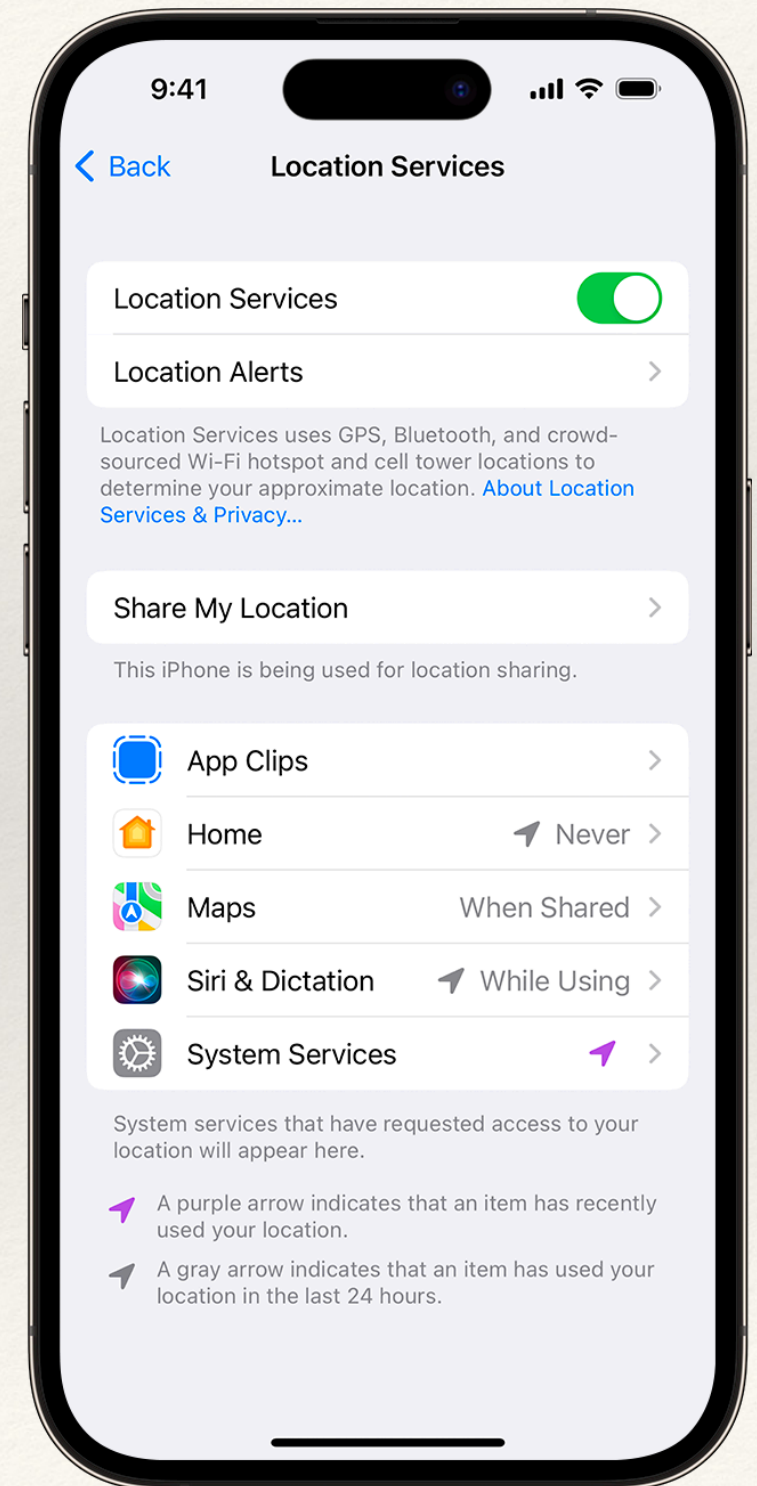 9:41
Back
Location Services
Location Services
Location Alerts
Location Services uses GPS, Bluetooth, and crowd-
sourced Wi-Fi hotspot and cell tower locations to
determine your approximate location. About Location
Services & Privacy...
Share My Location
This iPhone is being used for location sharing.
App Clips
Home Never
Maps When Shared
Siri & Dictation While Using
System Services
System services that have requested access to your
location will appear here.
A purple arrow indicates that an item has recently
used your location.
A gray arrow indicates that an item has used your
location in the last 24 hours.